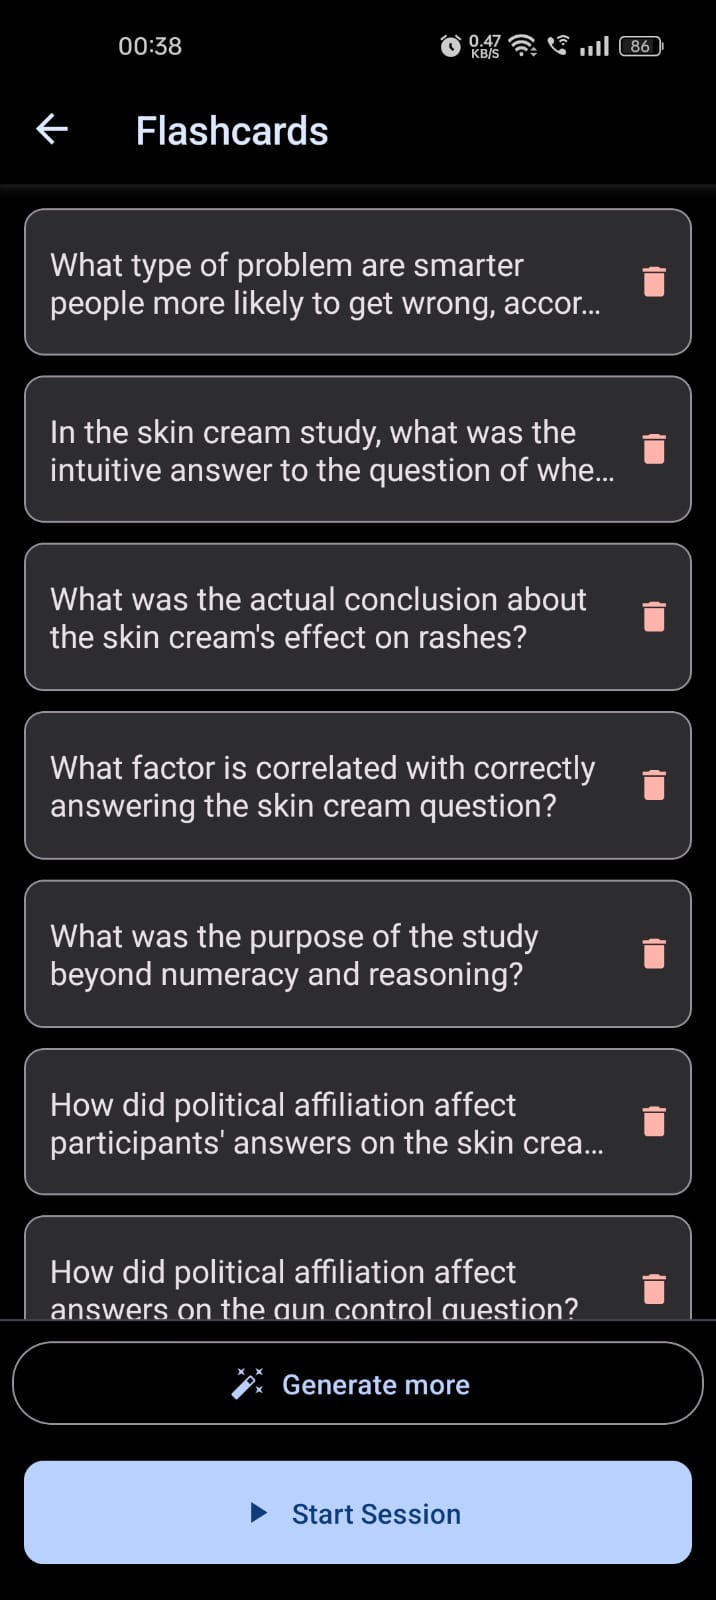 00:38
0.47
KB/S
86
Flashcards
What type of problem are smarter
people more likely to get wrong, accor...
In the skin cream study, what was the
intuitive answer to the question of whe...
What was the actual conclusion about
the skin cream's effect on rashes?
What factor is correlated with correctly
answering the skin cream question?
What was the purpose of the study
beyond numeracy and reasoning?
How did political affiliation affect
participants' answers on the skin crea...
How did political affiliation affect
answers on the gun control question?
Generate more
Start Session